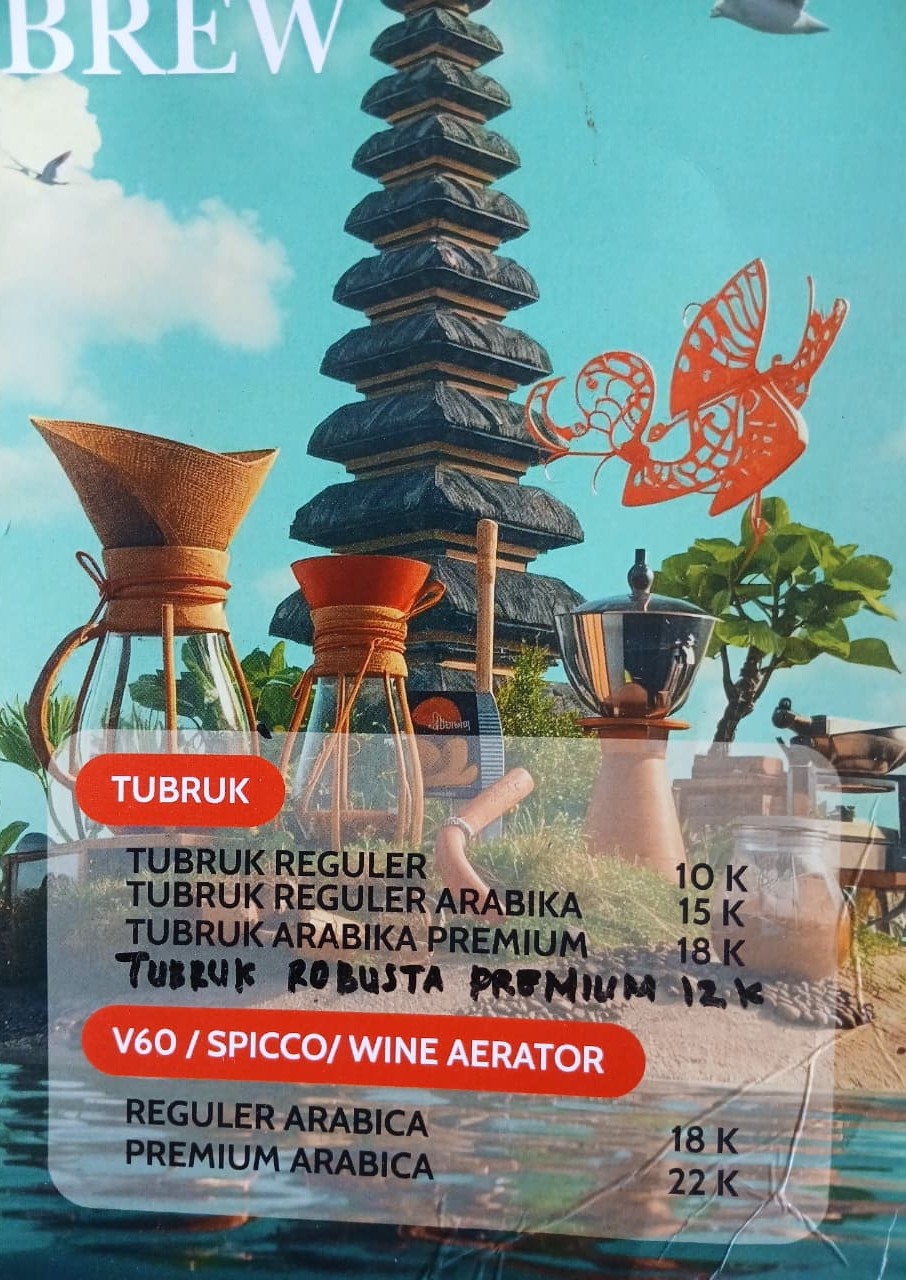 BREW
TUBRUK
TUBRUK REGULER 10 K
TUBRUK REGULER ARABIKA 15 K
TUBRUK ARABIKA PREMIUM 18 K
TUBRUK ROBUSTA PREMIUM 12 K
V60 / SPICCO/ WINE AERATOR
REGULER ARABICA 18 K
PREMIUM ARABICA 22 K